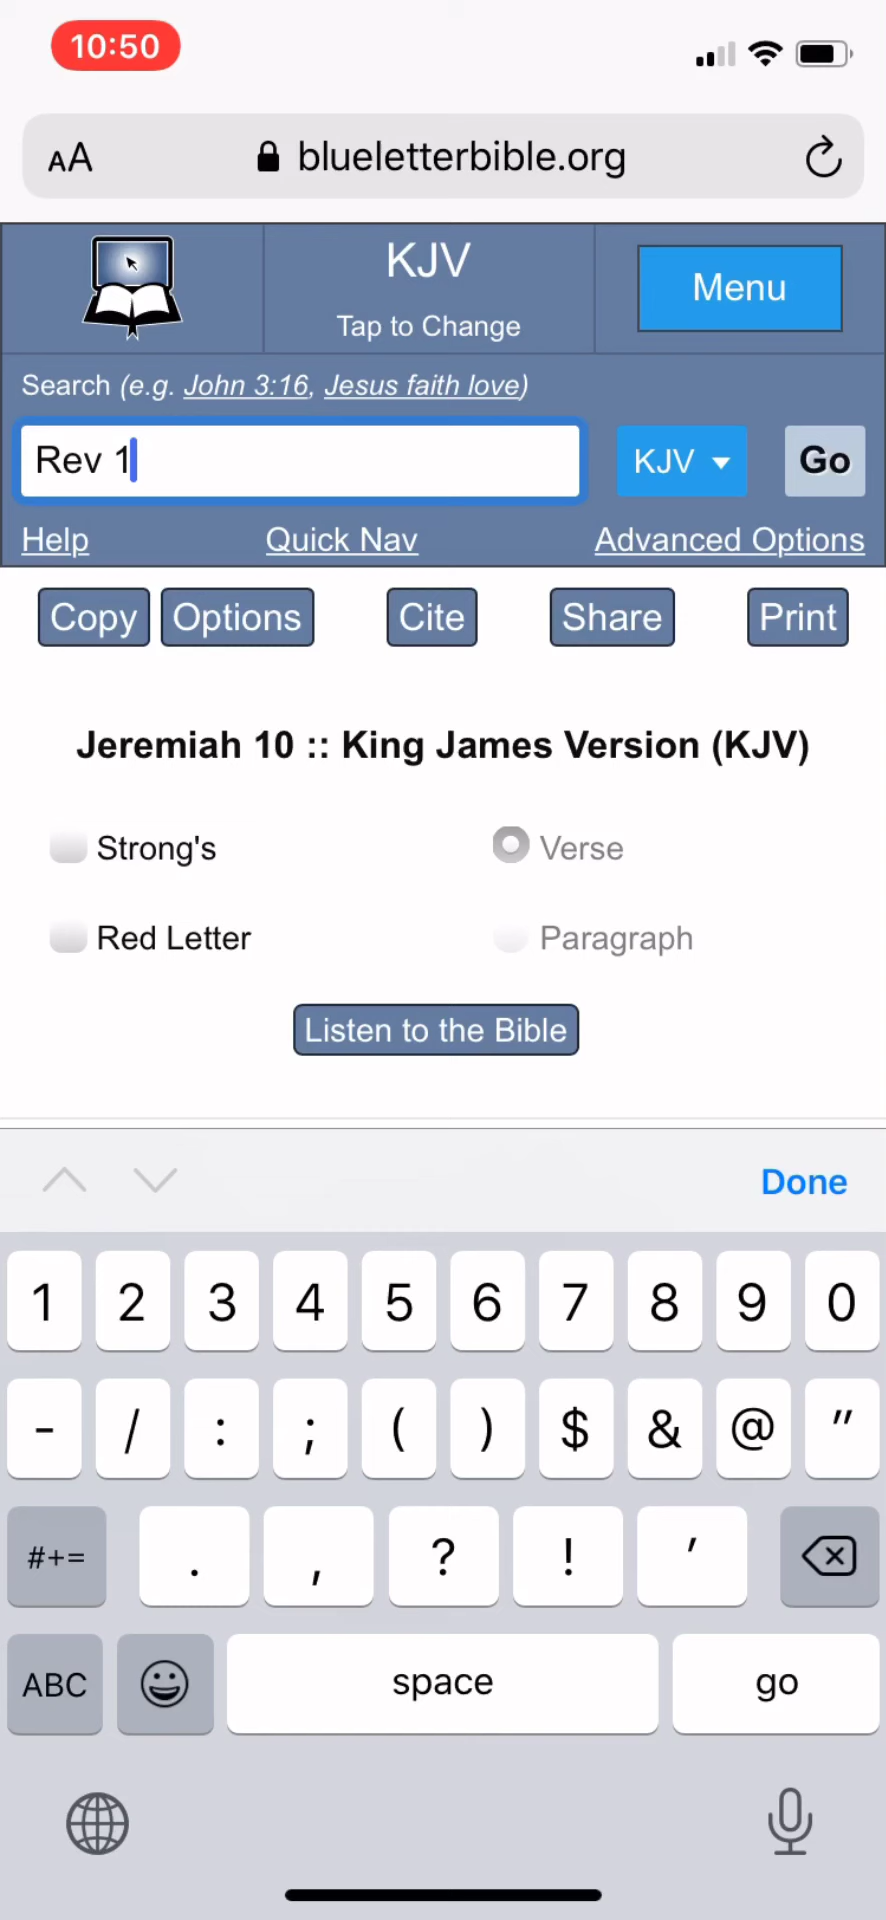 10:50
AA blueletterbible.org
KJV
Tap to Change
Menu
Search (e.g. John 3:16, Jesus faith love)
Rev 1
KJV
Go
Help Quick Nav Advanced Options
Copy Options Cite Share Print
Jeremiah 10 :: King James Version (KJV)
Strong's Verse
Red Letter Paragraph
Listen to the Bible
Done
1 2 3 4 5 6 7 8 9 0
- / : ; ( ) $ & @ "
#+= . , ? ! '
ABC space go